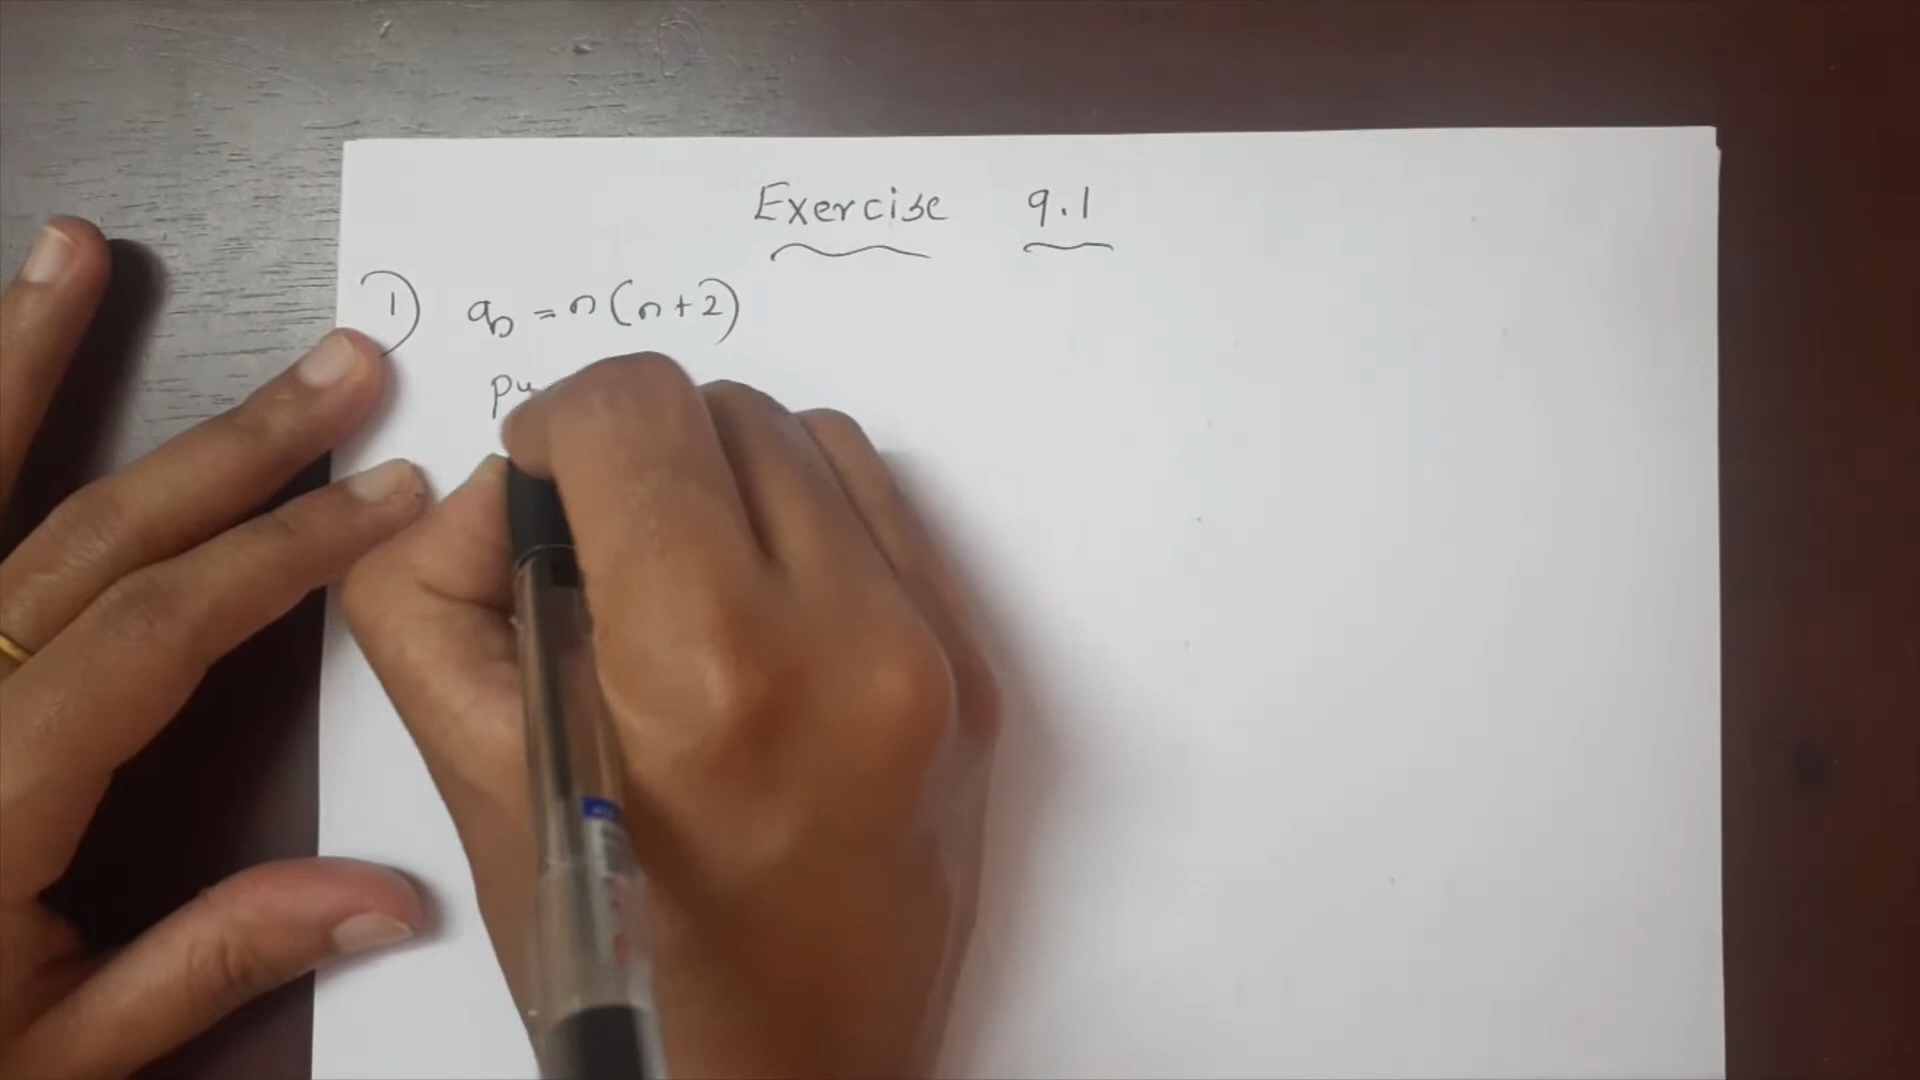 Exercise 9.1
1) an = n(n+2)